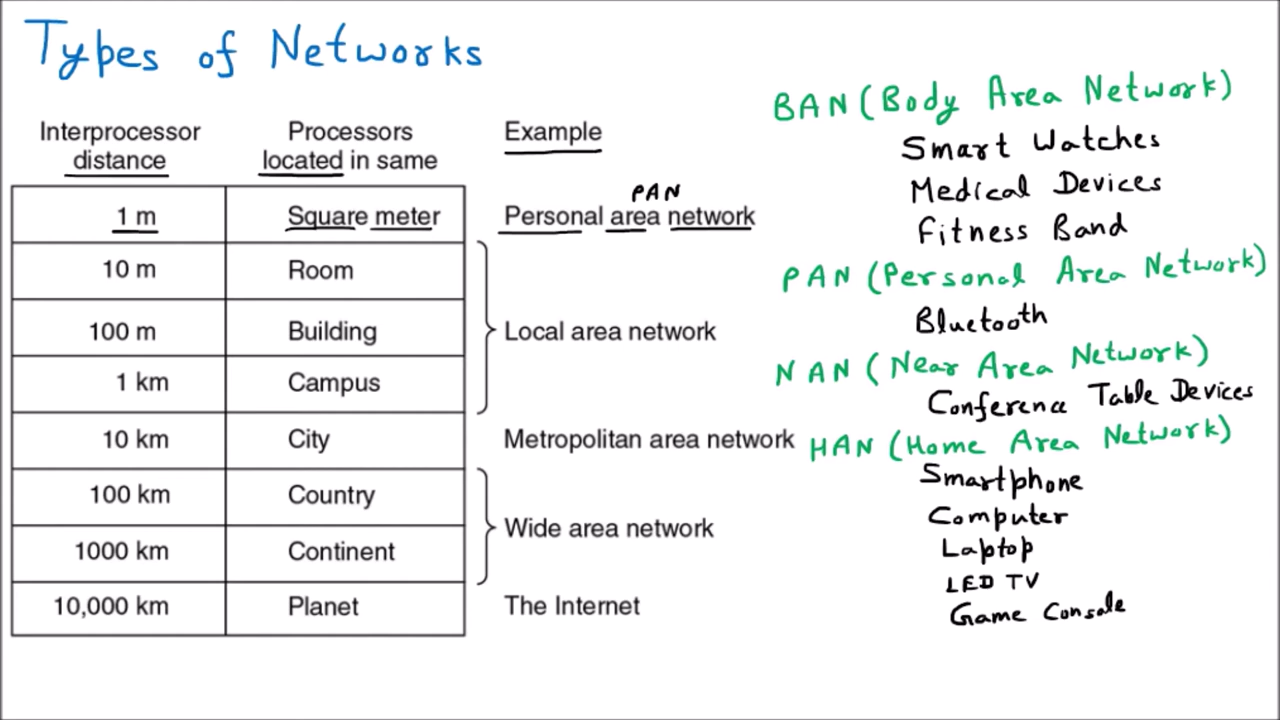 Types of Networks
Interprocessor distance
Processors located in same
Example
1 m Square meter Personal area network
PAN
10 m Room
100 m Building Local area network
1 km Campus
10 km City Metropolitan area network
100 km Country
Wide area network
1000 km Continent
10,000 km Planet The Internet
BAN (Body Area Network)
Smart Watches
Medical Devices
Fitness Band
PAN (Personal Area Network)
Bluetooth
NAN (Near Area Network)
Conference Table Devices
HAN (Home Area Network)
Smartphone
Computer
Laptop
LED TV
Game Console